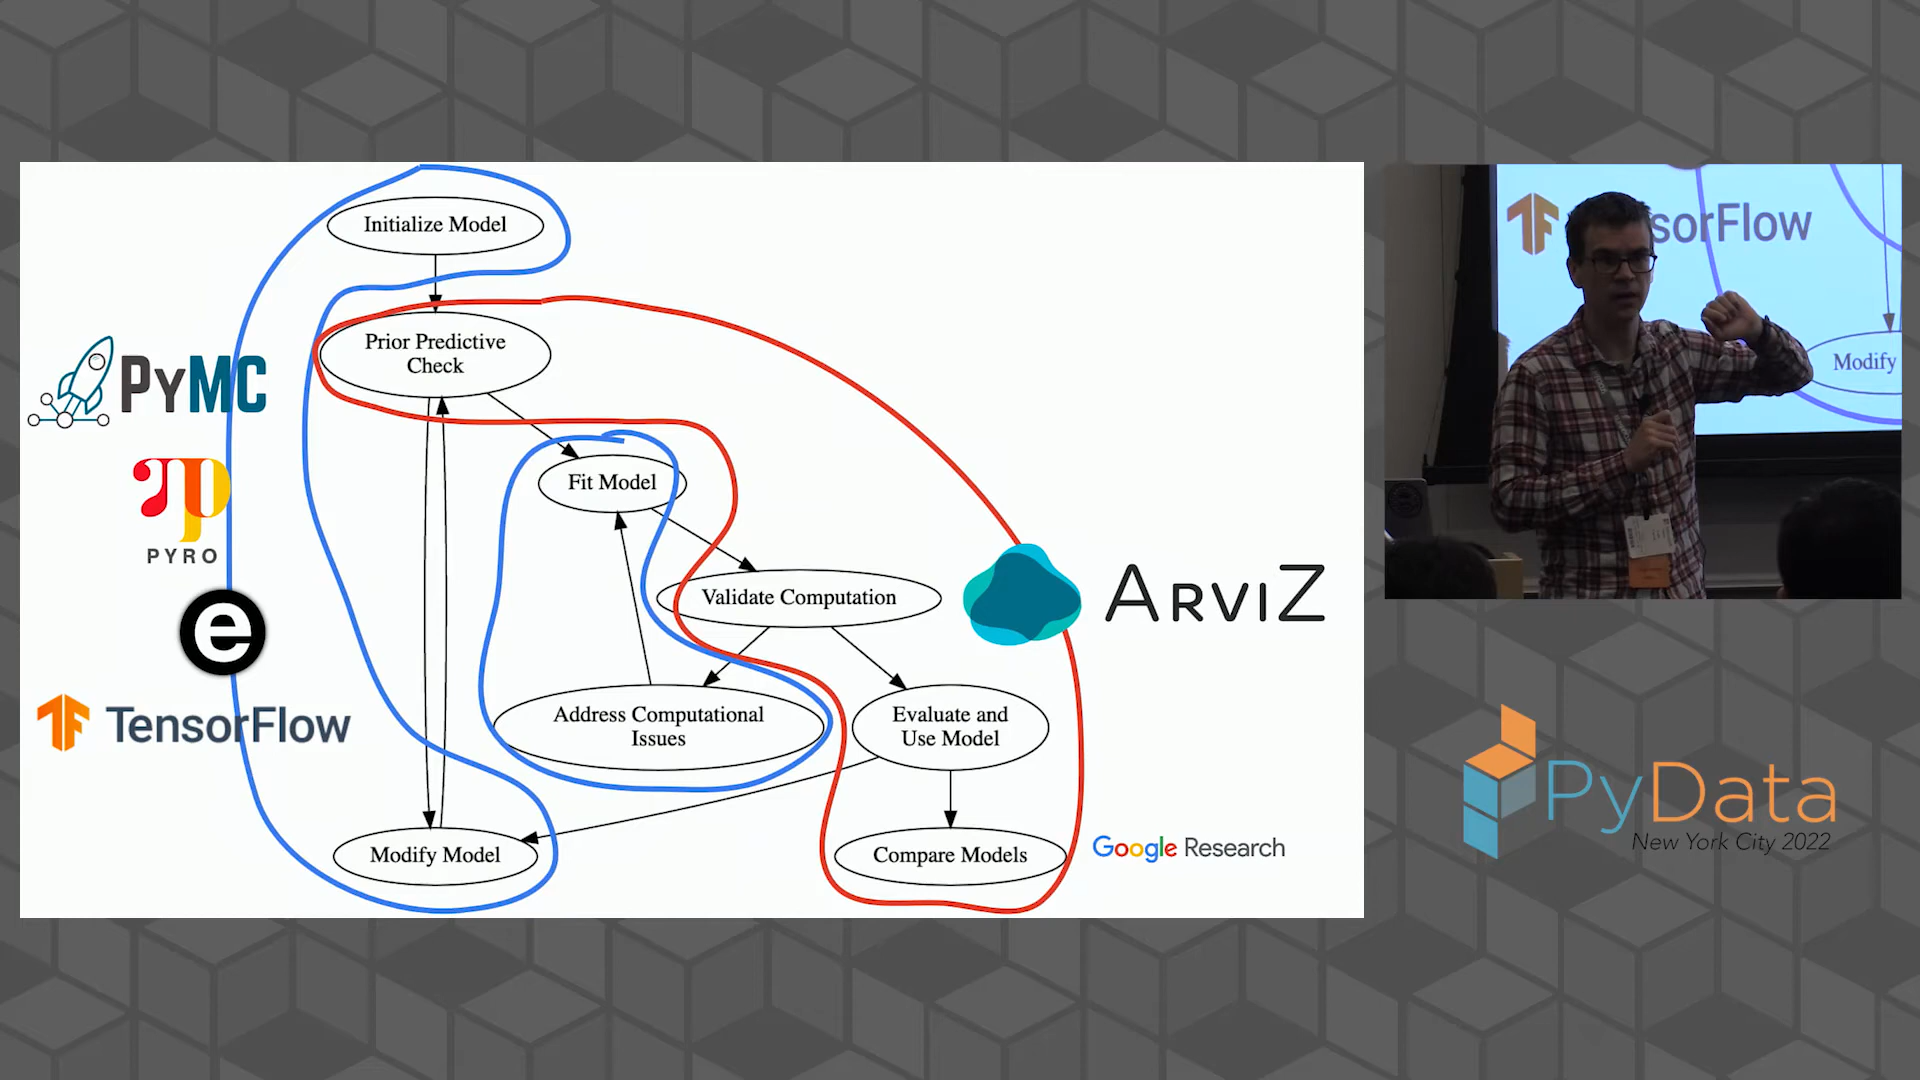 Initialize Model
Prior Predictive
Check
PyMC
Fit Model
PYRO
Validate Computation
ArviZ
e
TensorFlow
Address Computational
Issues
Evaluate and
Use Model
Modify Model
Compare Models
Google Research
TF
sorFlow
Modify
PyData
New York City 2022